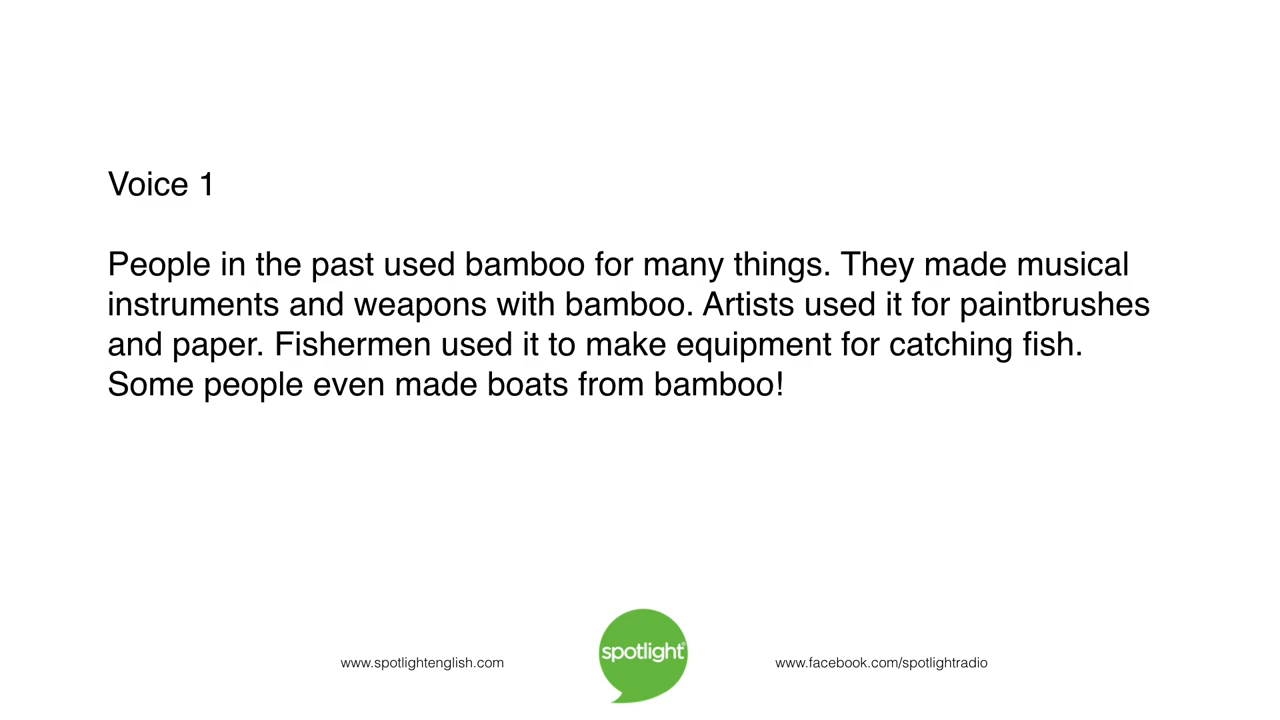 Voice 1
People in the past used bamboo for many things. They made musical
instruments and weapons with bamboo. Artists used it for paintbrushes
and paper. Fishermen used it to make equipment for catching fish.
Some people even made boats from bamboo!
www.spotlightenglish.com
spotlight®
www.facebook.com/spotlightradio